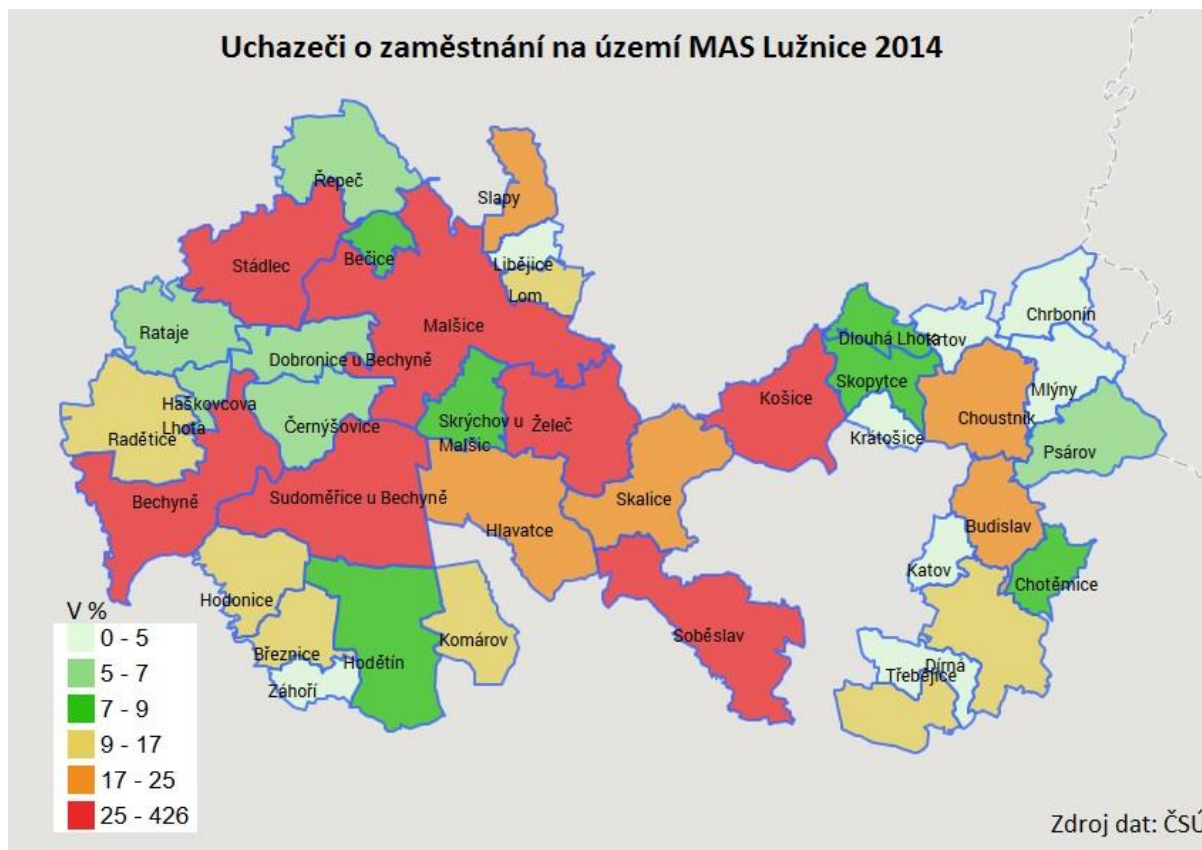 Uchazeči o zaměstnání na území MAS Lužnice 2014
Řepeč
Slapy
Stádlec
Bečice
Libějice
Lom
Chrbonín
Rataje
Malšice
Dlouhá Lhota
Krtov
Dobronice u Bechyně
Skopytce
Mlýny
Haškovcova
Lhota
Košice
Choustník
Radětice
Černýšovice
Skrýchov u
Malšic
Želeč
Krátošice
Psárov
Bechyně
Sudoměřice u Bechyně
Skalice
Hlavatce
Budislav
Katov
Chotěmice
Hodonice
Soběslav
Březnice
Hodětín
Komárov
Dírná
Třebějice
Záhoří
V %
0 - 5
5 - 7
7 - 9
9 - 17
17 - 25
25 - 426
Zdroj dat: ČSÚ